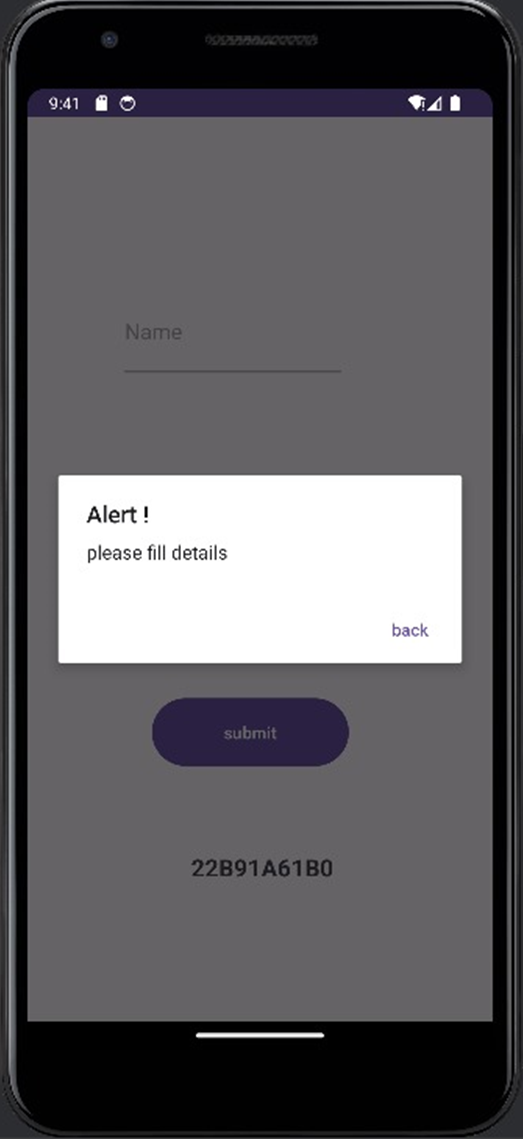 9:41
Name
Alert !
please fill details
back
submit
22B91A61B0